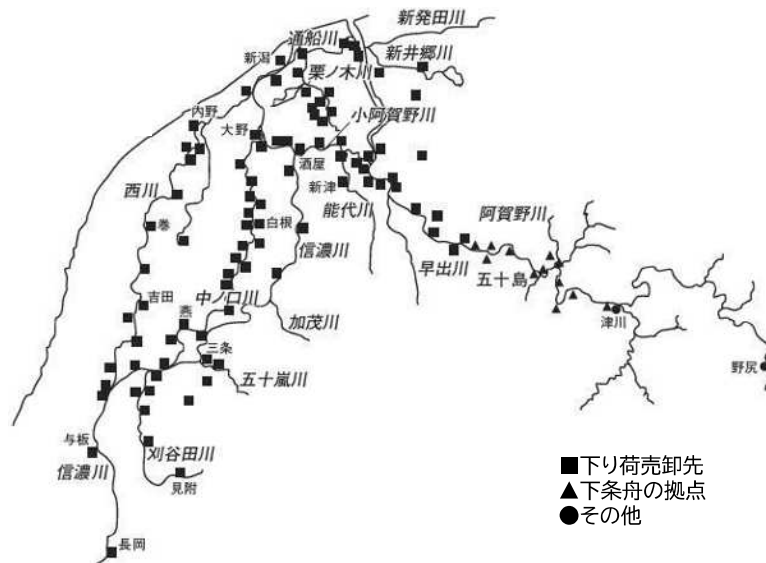 新発田川
通船川
新井郷川
新潟
栗ノ木川
内野
小阿賀野川
大野
酒屋
新津
西川
能代川
白根
阿賀野川
巻
信濃川
早出川
五十島
吉田
中ノ口川
津川
燕
加茂川
三条
野尻
五十嵐川
与板
刈谷田川
信濃川
見附
長岡
■下り荷売卸先
▲下条舟の拠点
●その他